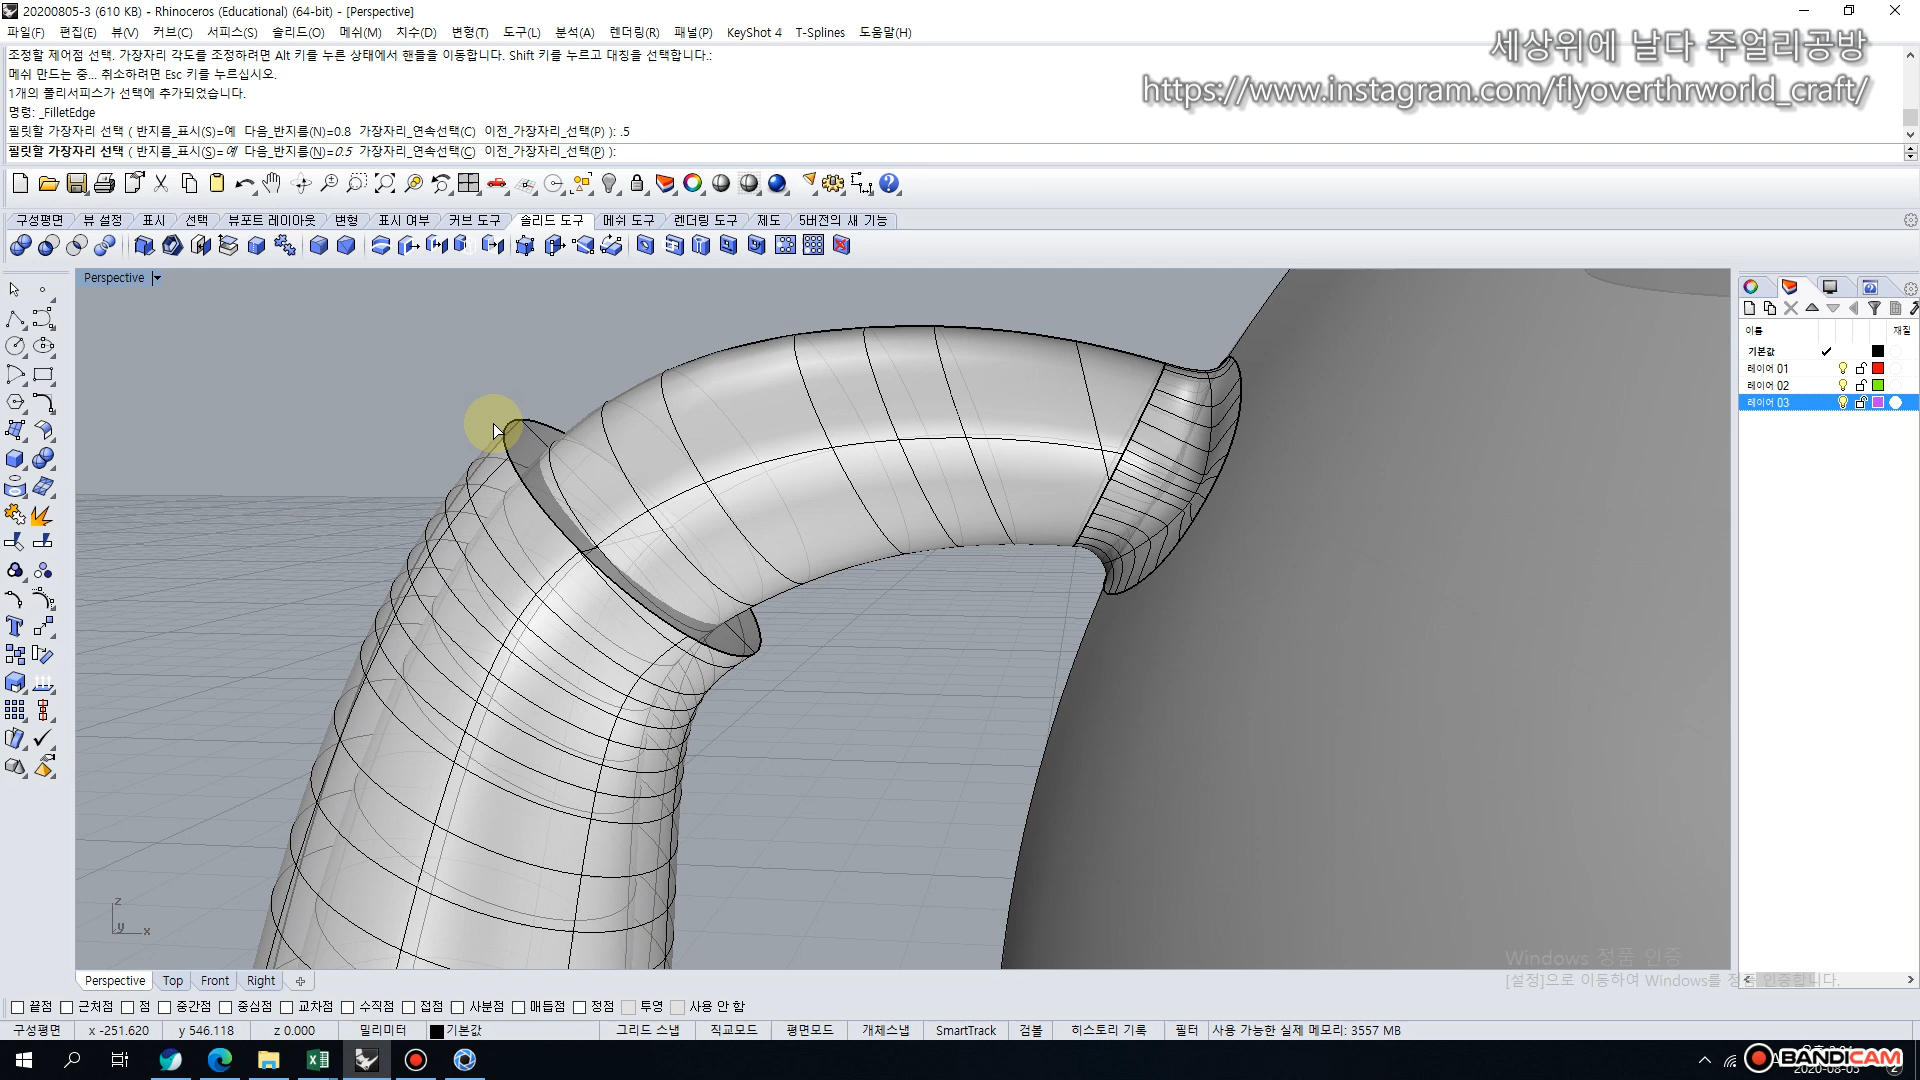 20200805-3 (610 KB) - Rhinoceros (Educational) (64-bit) - [Perspective]
파일(F) 편집(E) 뷰(V) 커브(C) 서피스(S) 솔리드(O) 메쉬(M) 치수(D) 변형(T) 도구(L) 분석(A) 렌더링(R) 패널(P) KeyShot 4 T-Splines 도움말(H)
세상위에 날다 주얼리공방
https://www.instagram.com/flyoverthrworld_craft/
조정할 제어점 선택. 가장자리 각도를 조정하려면 Alt 키를 누른 상태에서 핸들을 이동합니다. Shift 키를 누르고 대칭을 선택합니다.:
메쉬 만드는 중... 취소하려면 Esc 키를 누르십시오.
1개의 폴리서피스가 선택에 추가되었습니다.
명령: _FilletEdge
필릿할 가장자리 선택 ( 반지름_표시(S)=예 다음_반지름(N)=0.8 가장자리_연속선택(C) 이전_가장자리_선택(P) ): .5
필릿할 가장자리 선택 ( 반지름_표시(S)=예 다음_반지름(N)=0.5 가장자리_연속선택(C) 이전_가장자리_선택(P) ):
구성평면 뷰 설정 표시 선택 뷰포트 레이아웃 변형 표시 여부 커브 도구 솔리드 도구 메쉬 도구 렌더링 도구 제도 5버전의 새 기능
Perspective
이름 재질
기본값
레이어 01
레이어 02
레이어 03
z
y x
Windows 정품 인증
[설정]으로 이동하여 Windows를 정품 인증합니다.
Perspective Top Front Right
끝점 근처점 점 중간점 중심점 교차점 수직점 접점 사분점 매듭점 정점 투영 사용 안 함
구성평면 x -251.620 y 546.118 z 0.000 밀리미터 기본값 그리드 스냅 직교모드 평면모드 개체스냅 SmartTrack 검볼 히스토리 기록 필터 사용 가능한 실제 메모리: 3557 MB
BANDICAM
2020-08-05